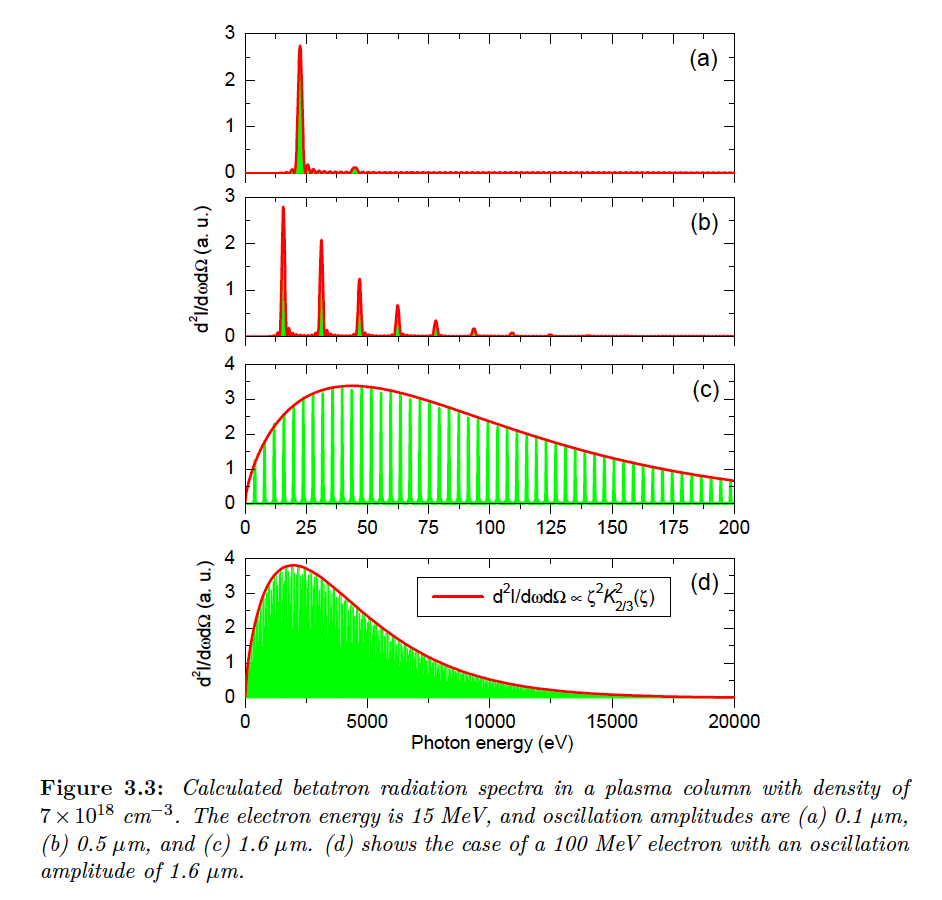 3
2
1
0
(a)
3
2
1
0
(b)
d²I/dωdΩ (a. u.)
4
3
2
1
0
(c)
0 25 50 75 100 125 150 175 200
4
3
2
1
0
(d)
d²I/dωdΩ (a. u.)
d²I/dωdΩ ∝ ζ²K²₂/₃(ζ)
0 5000 10000 15000 20000
Photon energy (eV)
Figure 3.3: Calculated betatron radiation spectra in a plasma column with density of
7×10¹⁸ cm⁻³. The electron energy is 15 MeV, and oscillation amplitudes are (a) 0.1 μm,
(b) 0.5 μm, and (c) 1.6 μm. (d) shows the case of a 100 MeV electron with an oscillation
amplitude of 1.6 μm.